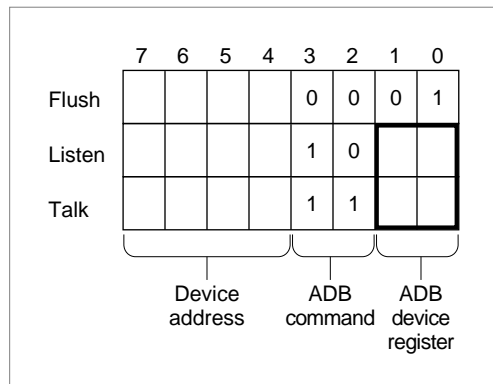 7 6 5 4 3 2 1 0
Flush 0 0 0 1
Listen 1 0
Talk 1 1
Device address
ADB command
ADB device register